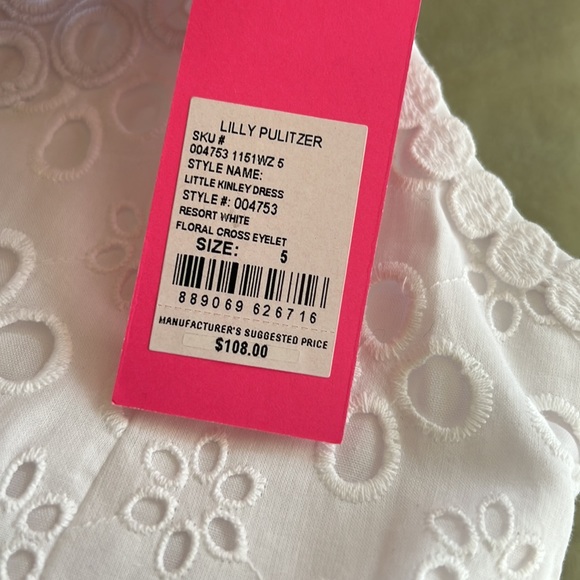 LILLY PULITZER
SKU #
004753 1151WZ 5
STYLE NAME:
LITTLE KINLEY DRESS
STYLE #: 004753
RESORT WHITE
FLORAL CROSS EYELET
SIZE: 5
889069 626716
MANUFACTURER'S SUGGESTED PRICE
$108.00